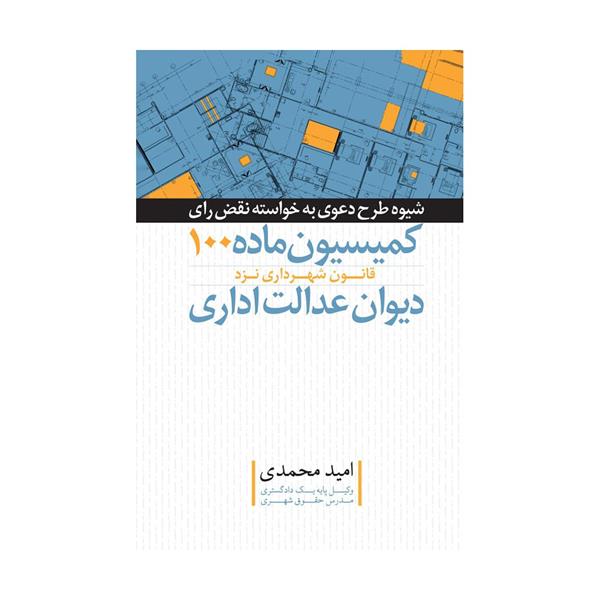 شیوه طرح دعوی به خواسته نقض رای
کمیسیون ماده ۱۰۰
قانون شهرداری نزد
دیوان عدالت اداری
امید محمدی
وکیل پایه یک دادگستری
مدرس حقوق شهری